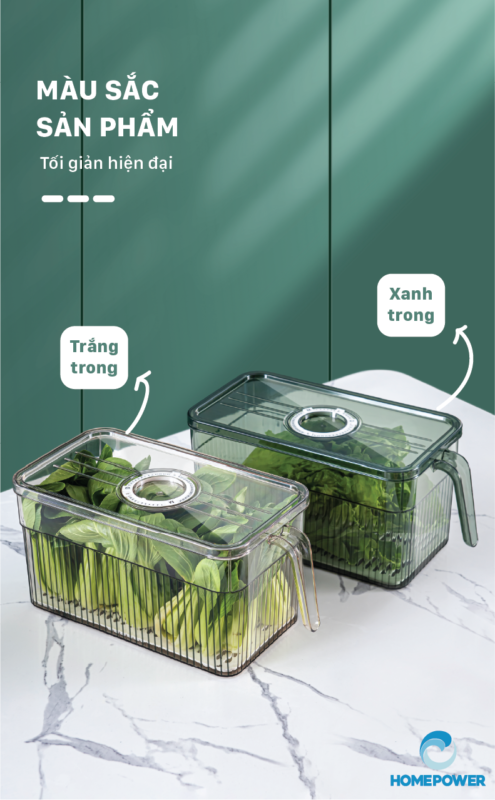 MÀU SẮC
SẢN PHẨM
Tối giản hiện đại
Xanh
trong
Trắng
trong
HOMEPOWER